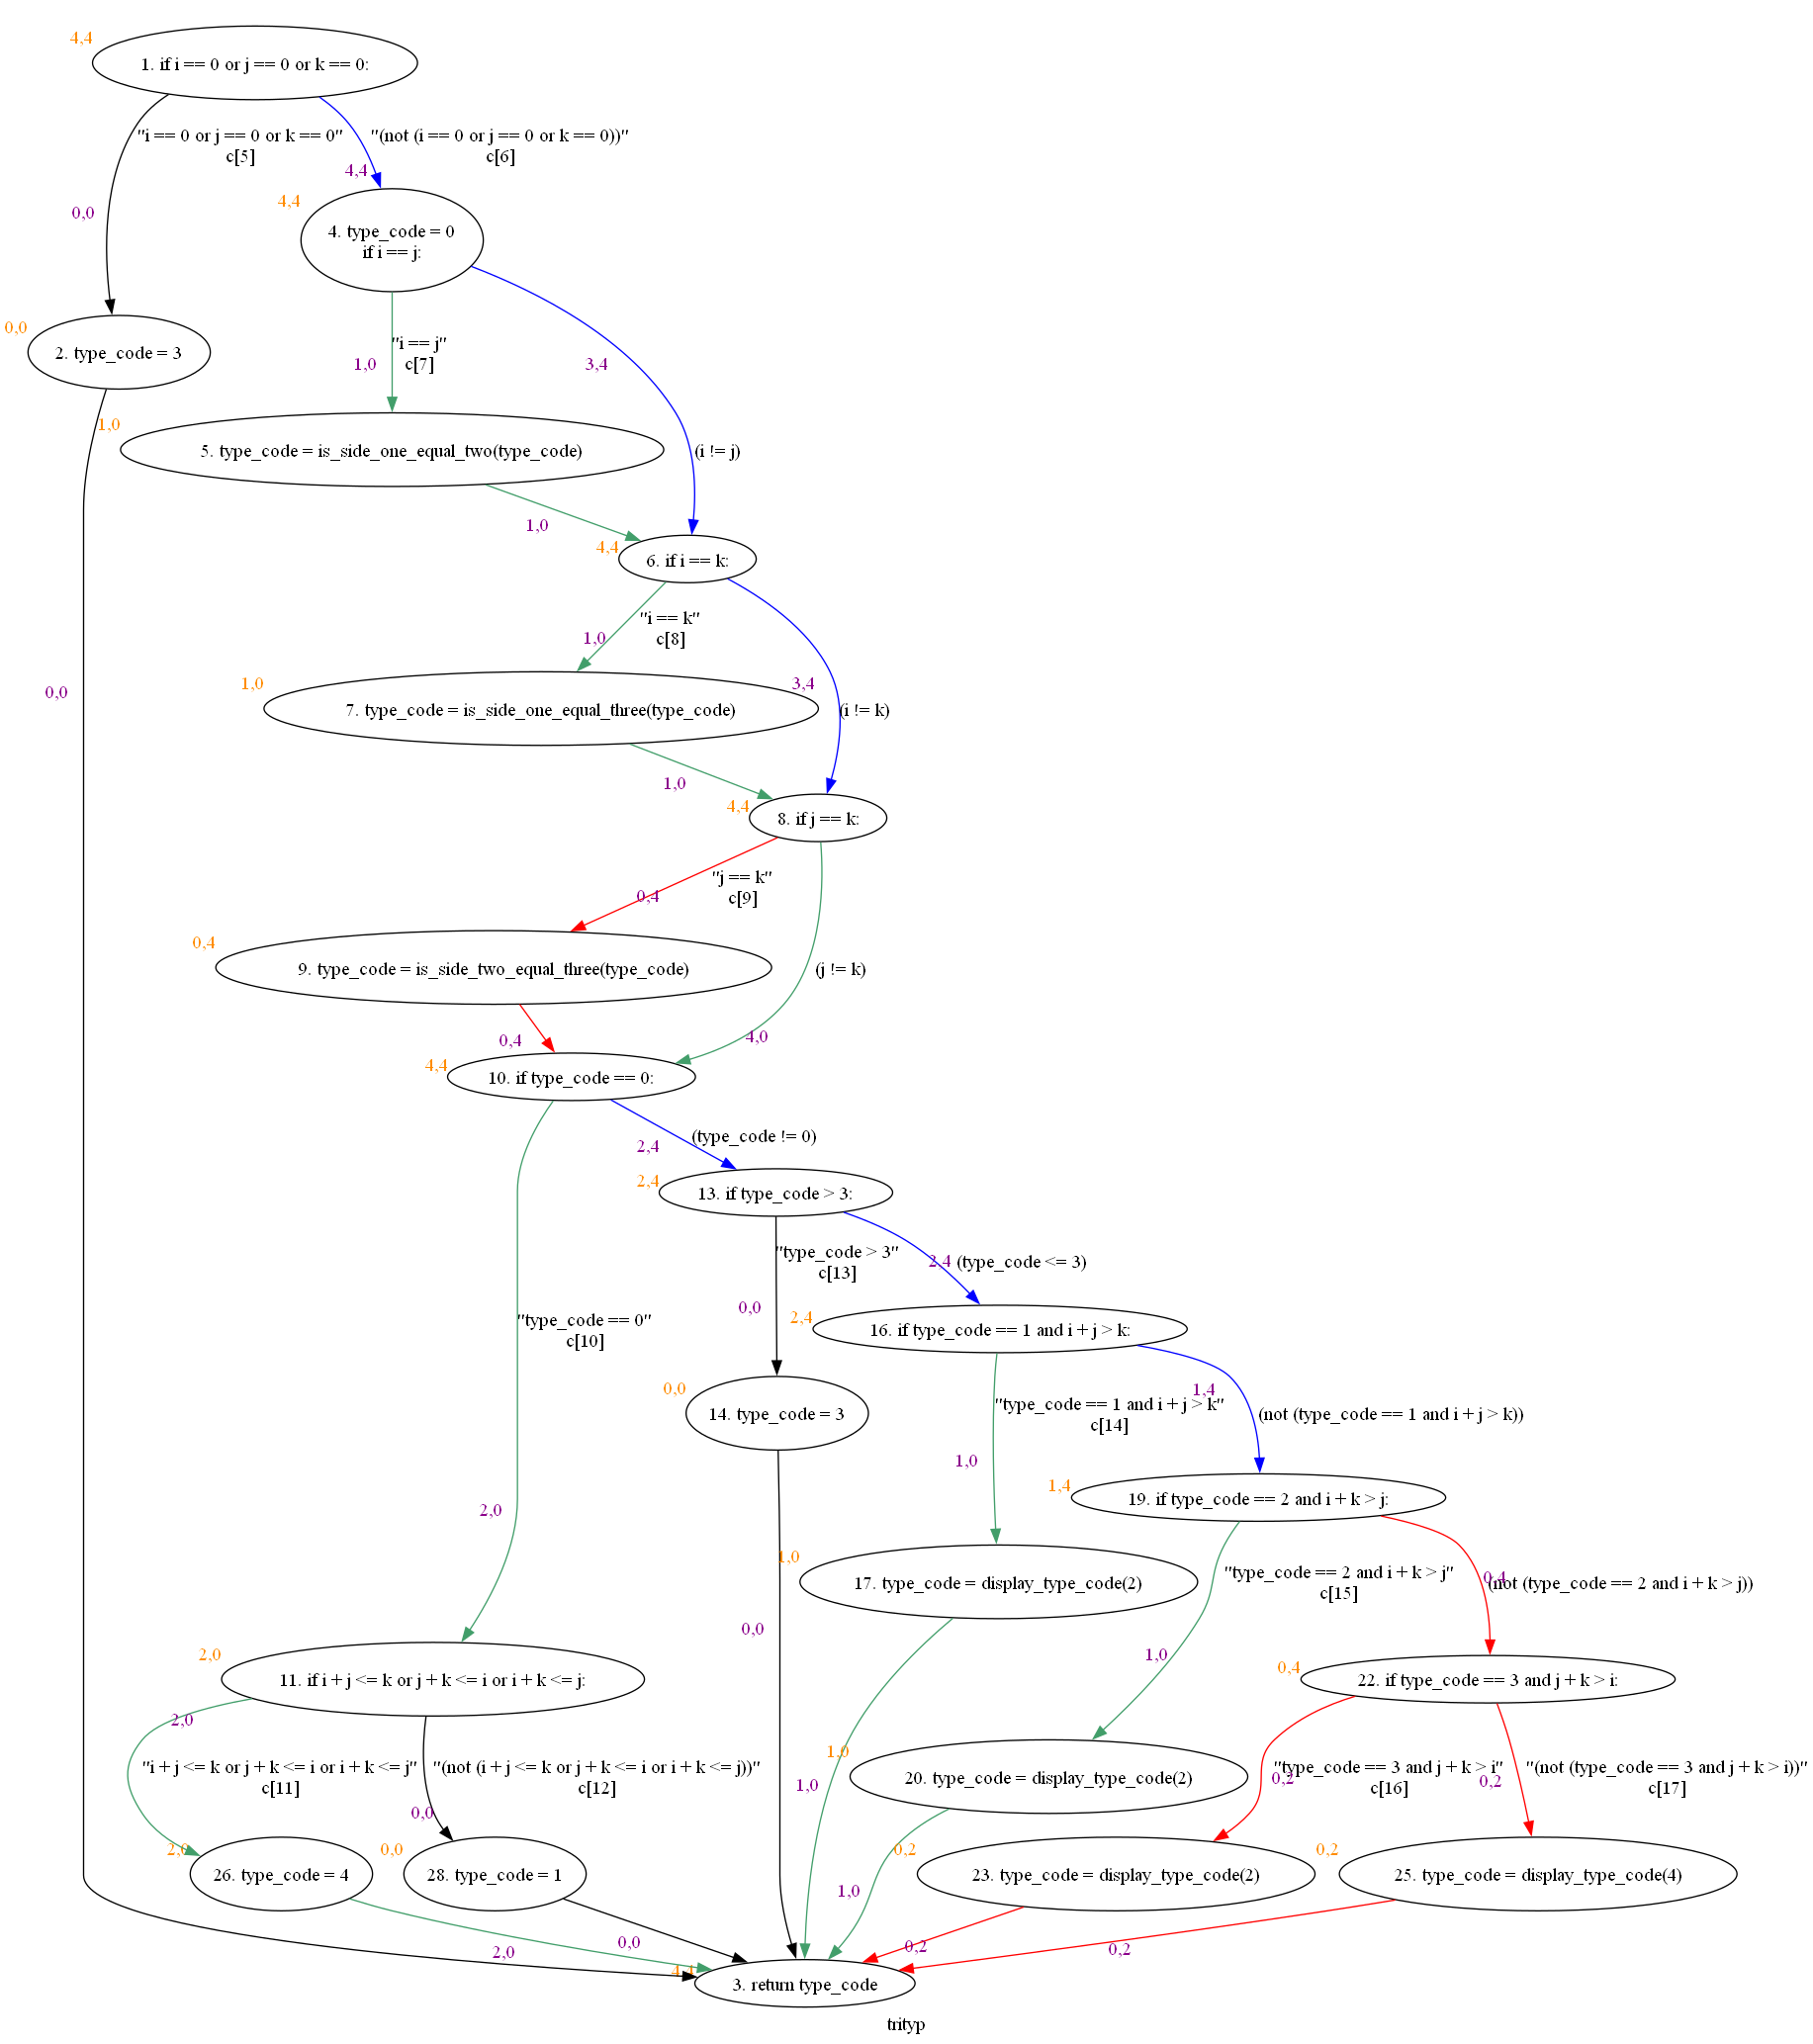 4,4
1. if i == 0 or j == 0 or k == 0:
"i == 0 or j == 0 or k == 0"
c[5]
"(not (i == 0 or j == 0 or k == 0))"
c[6]
4,4
4,4
0,0
4. type_code = 0
if i == j:
0,0
2. type_code = 3
"i == j"
c[7]
1,0
3,4
1,0
5. type_code = is_side_one_equal_two(type_code)
(i != j)
1,0
4,4
6. if i == k:
"i == k"
c[8]
1,0
0,0
1,0
3,4
7. type_code = is_side_one_equal_three(type_code)
(i != k)
1,0
4,4
8. if j == k:
"j == k"
c[9]
0,4
0,4
9. type_code = is_side_two_equal_three(type_code)
(j != k)
0,4
4,0
4,4
10. if type_code == 0:
2,4
(type_code != 0)
2,4
13. if type_code > 3:
"type_code > 3"
c[13]
2,4
(type_code <= 3)
0,0
"type_code == 0"
c[10]
2,4
16. if type_code == 1 and i + j > k:
0,0
14. type_code = 3
"type_code == 1 and i + j > k"
c[14]
1,4
(not (type_code == 1 and i + j > k))
1,0
1,4
19. if type_code == 2 and i + k > j:
2,0
1,0
17. type_code = display_type_code(2)
"type_code == 2 and i + k > j"
c[15]
0,4
(not (type_code == 2 and i + k > j))
0,0
1,0
2,0
11. if i + j <= k or j + k <= i or i + k <= j:
0,4
22. if type_code == 3 and j + k > i:
2,0
"i + j <= k or j + k <= i or i + k <= j"
c[11]
"(not (i + j <= k or j + k <= i or i + k <= j))"
c[12]
0,0
1,0
1,0
20. type_code = display_type_code(2)
"type_code == 3 and j + k > i"
c[16]
0,2
0,2
"(not (type_code == 3 and j + k > i))"
c[17]
2,0
26. type_code = 4
0,0
28. type_code = 1
1,0
0,2
23. type_code = display_type_code(2)
0,2
25. type_code = display_type_code(4)
2,0
0,0
0,2
0,2
4,4
3. return type_code
trityp